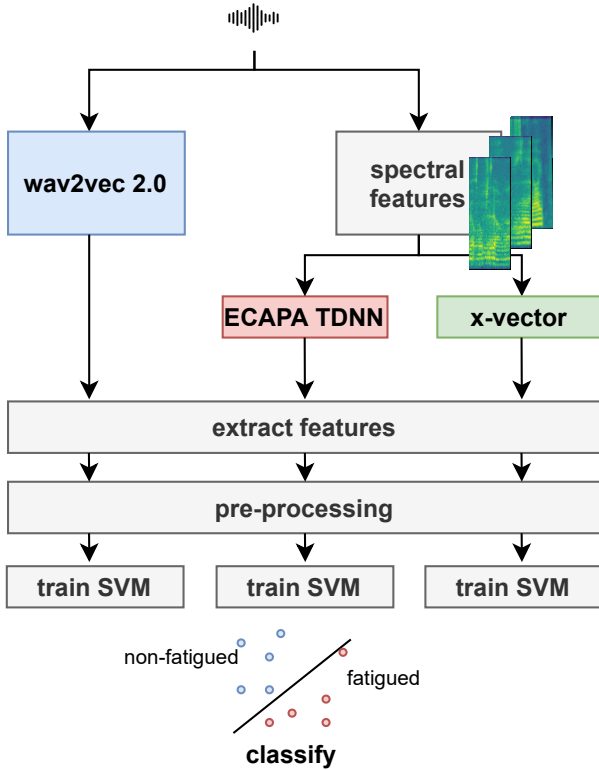 wav2vec 2.0
spectral
features
ECAPA TDNN
x-vector
extract features
pre-processing
train SVM
train SVM
train SVM
non-fatigued
fatigued
classify